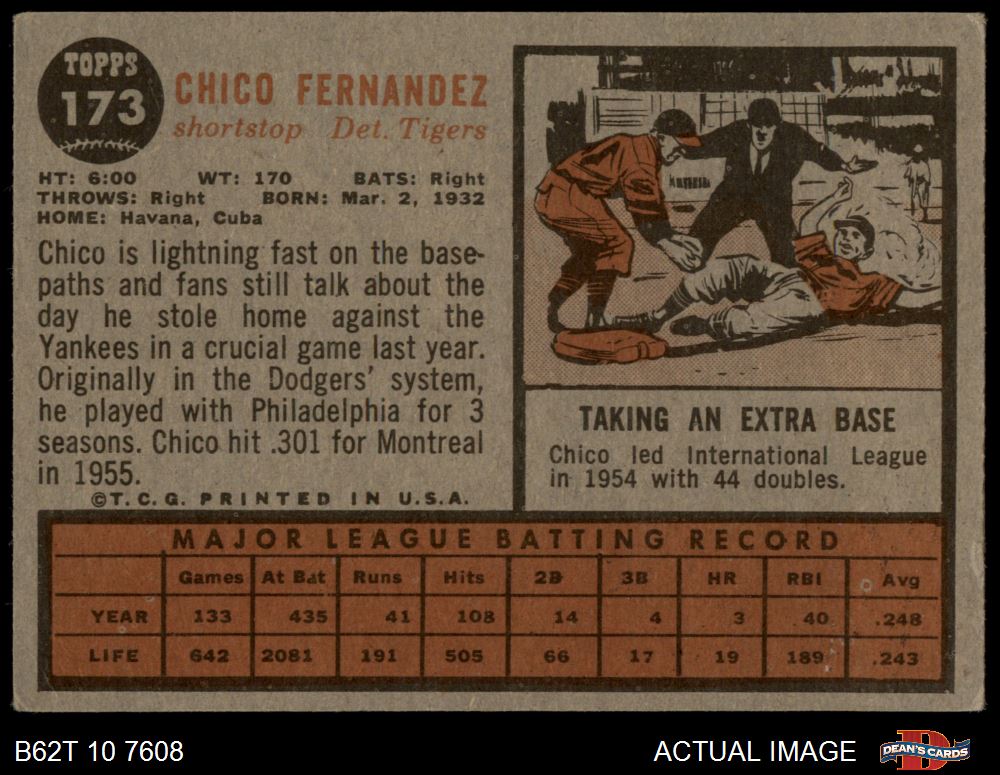 TOPPS
173
CHICO FERNANDEZ
shortstop Det. Tigers
HT: 6:00 WT: 170 BATS: Right
THROWS: Right BORN: Mar. 2, 1932
HOME: Havana, Cuba
Chico is lightning fast on the base-
paths and fans still talk about the
day he stole home against the
Yankees in a crucial game last year.
Originally in the Dodgers' system,
he played with Philadelphia for 3
seasons. Chico hit .301 for Montreal
in 1955.
©T.C.G. PRINTED IN U.S.A.
TAKING AN EXTRA BASE
Chico led International League
in 1954 with 44 doubles.
MAJOR LEAGUE BATTING RECORD
Games At Bat Runs Hits 2B 3B HR RBI Avg
YEAR 133 435 41 108 14 4 3 40 .248
LIFE 642 2081 191 505 66 17 19 189 .243
B62T 10 7608
ACTUAL IMAGE
D
DEAN'S CARDS